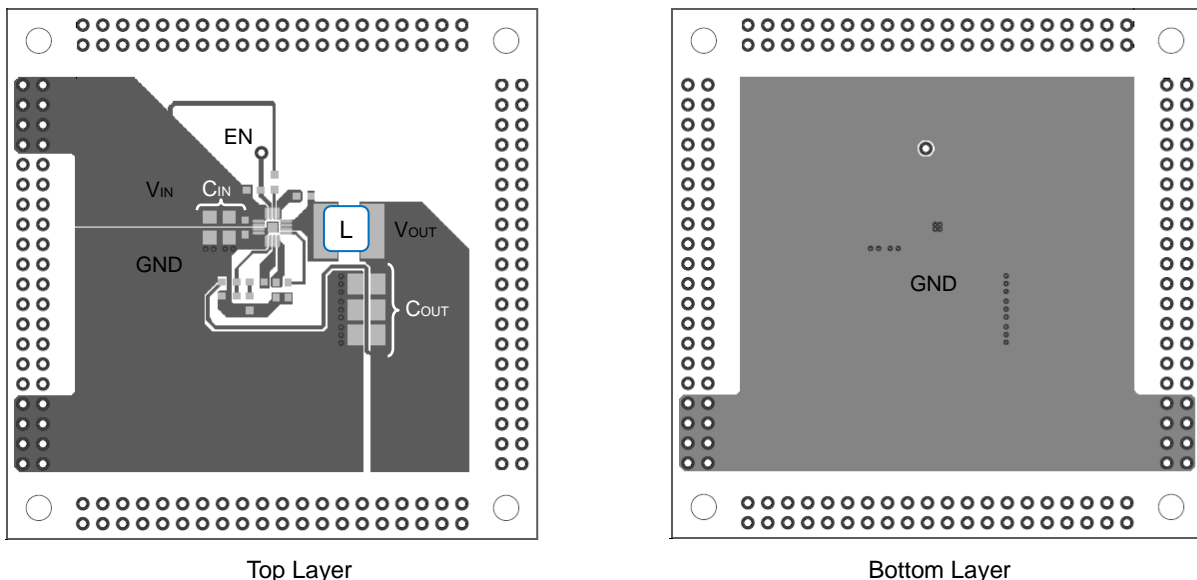 EN
VIN
CIN
L
VOUT
GND
COUT
GND
Top Layer
Bottom Layer